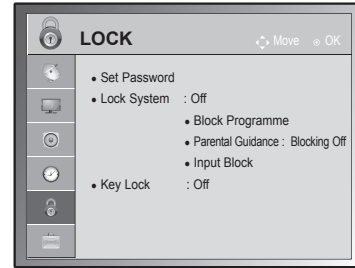 LOCK Move OK
• Set Password
• Lock System : Off
• Block Programme
• Parental Guidance : Blocking Off
• Input Block
• Key Lock : Off